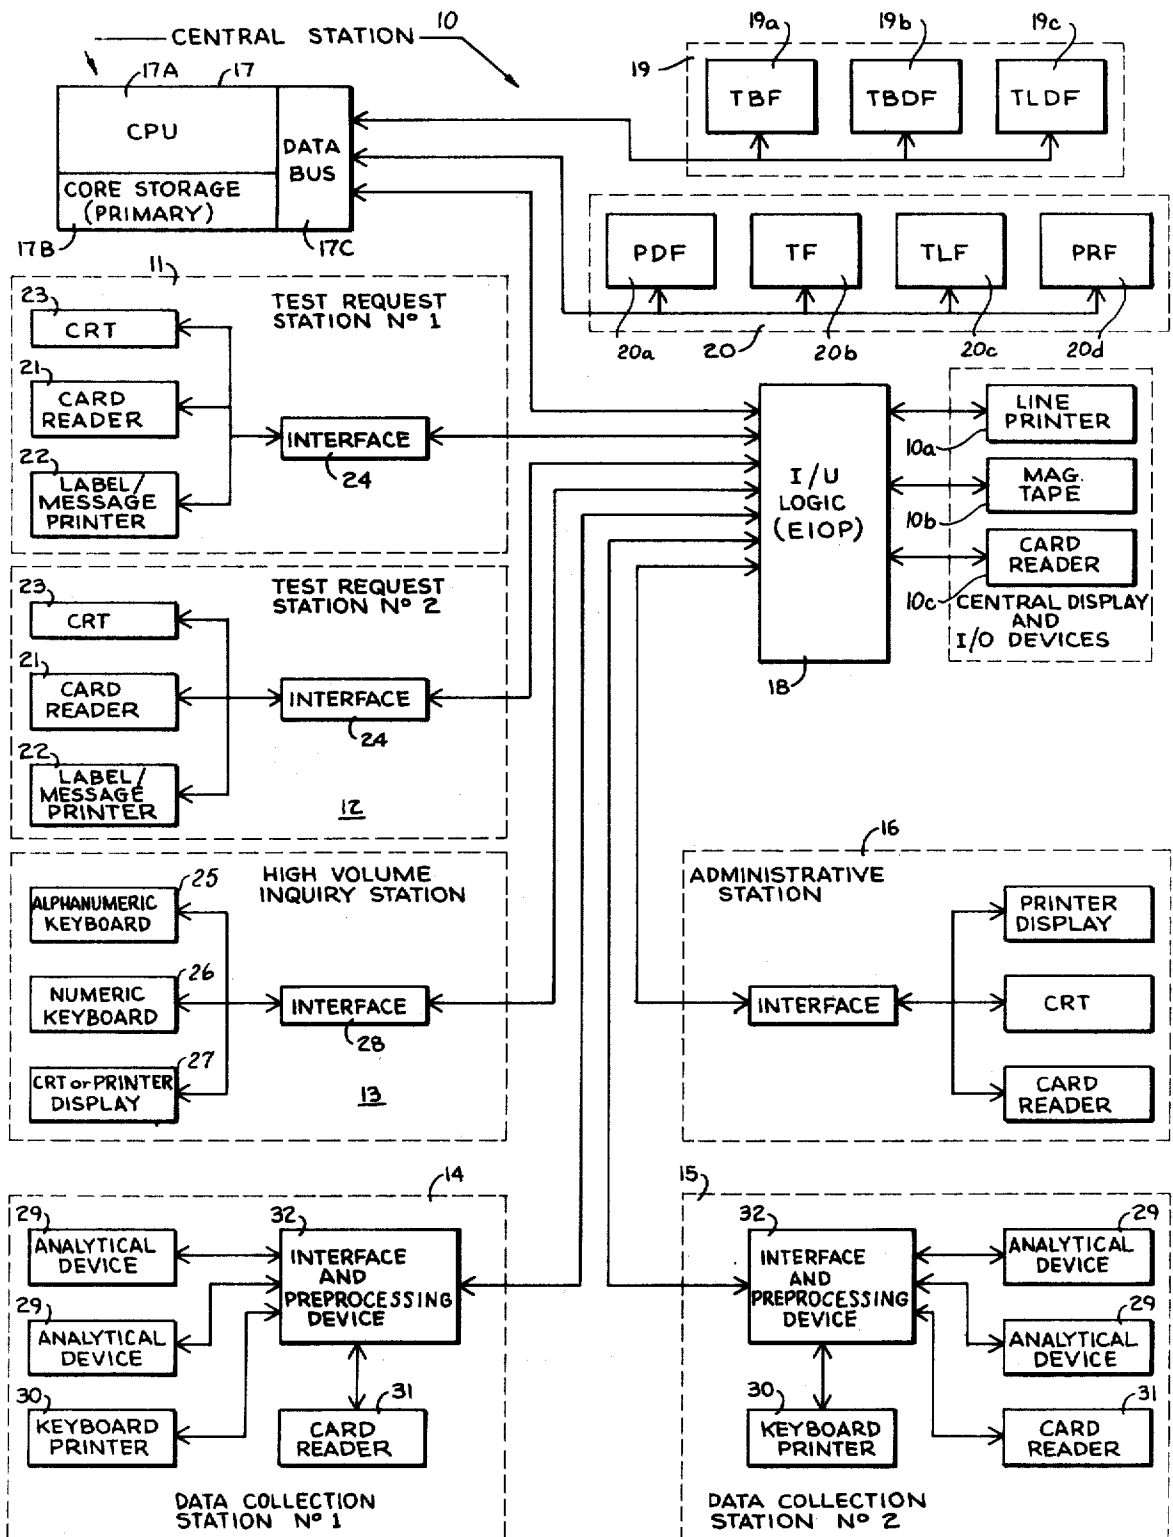 CENTRAL STATION 10
17A 17
CPU
DATA
BUS
CORE STORAGE
(PRIMARY)
17B 17C
19a 19b 19c
19
TBF TBDF TLDF
PDF TF TLF PRF
20a 20 20b 20c 20d
11
TEST REQUEST
STATION Nº 1
23
CRT
21
CARD
READER
INTERFACE
24
22
LABEL/
MESSAGE
PRINTER
I/U
LOGIC
(EIOP)
18
LINE
PRINTER
10a
MAG.
TAPE
10b
CARD
READER
10c
CENTRAL DISPLAY
AND
I/O DEVICES
TEST REQUEST
STATION Nº 2
23
CRT
21
CARD
READER
INTERFACE
24
22
LABEL/
MESSAGE
PRINTER
12
HIGH VOLUME
INQUIRY STATION
25
ALPHANUMERIC
KEYBOARD
26
NUMERIC
KEYBOARD
INTERFACE
28
27
CRT or PRINTER
DISPLAY
13
16
ADMINISTRATIVE
STATION
PRINTER
DISPLAY
INTERFACE
CRT
CARD
READER
14
29
ANALYTICAL
DEVICE
32
INTERFACE
AND
PREPROCESSING
DEVICE
29
ANALYTICAL
DEVICE
30
KEYBOARD
PRINTER
31
CARD
READER
DATA COLLECTION
STATION Nº 1
15
32
INTERFACE
AND
PREPROCESSING
DEVICE
29
ANALYTICAL
DEVICE
29
ANALYTICAL
DEVICE
30
KEYBOARD
PRINTER
31
CARD
READER
DATA COLLECTION
STATION Nº 2